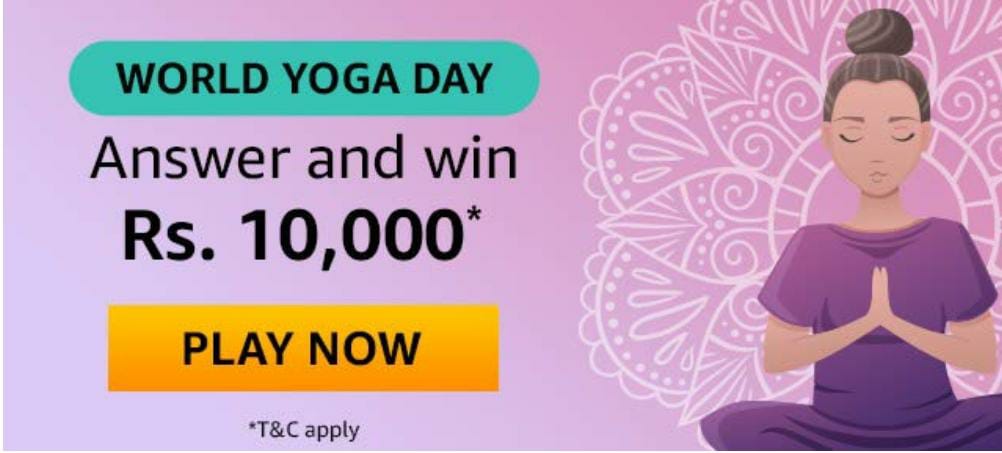 WORLD YOGA DAY
Answer and win
Rs. 10,000*
PLAY NOW
*T&C apply